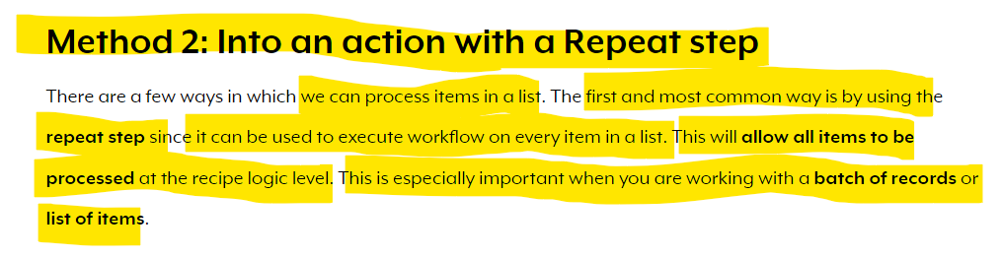 Method 2: Into an action with a Repeat step
There are a few ways in which we can process items in a list. The first and most common way is by using the
repeat step since it can be used to execute workflow on every item in a list. This will allow all items to be
processed at the recipe logic level. This is especially important when you are working with a batch of records or
list of items.